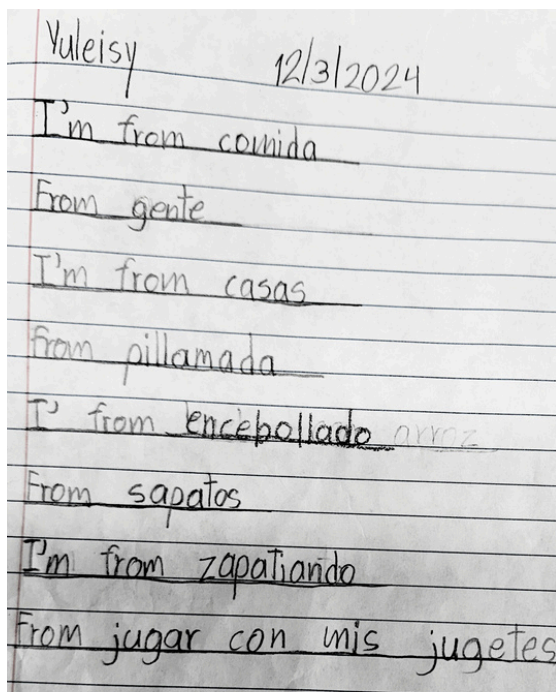 Yuleisy 12/3/2024
I'm from comida
From gente
I'm from casas
from pillamada
I' from encebollado arroz
From sapatos
I'm from zapatiando
From jugar con mis jugetes